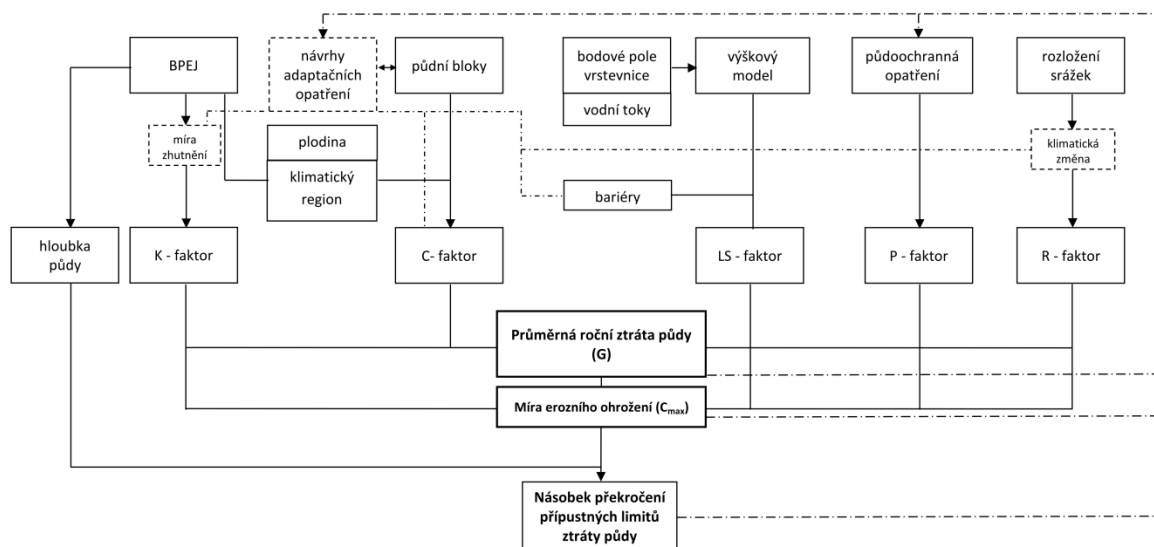 BPEJ
návrhy
adaptačních
opatření
půdní bloky
bodové pole
vrstevnice
vodní toky
výškový
model
půdoochranná
opatření
rozložení
srážek
míra
zhutnění
plodina
klimatický
region
klimatická
změna
bariéry
hloubka
půdy
K - faktor
C- faktor
LS - faktor
P - faktor
R - faktor
Průměrná roční ztráta půdy
(G)
Míra erozního ohrožení (Cmax)
Násobek překročení
přípustných limitů
ztráty půdy